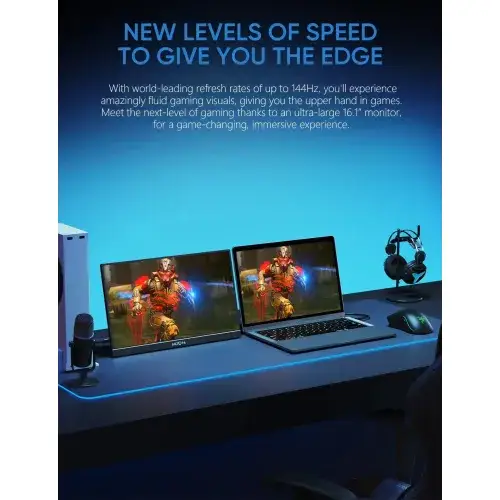 NEW LEVELS OF SPEED
TO GIVE YOU THE EDGE
With world-leading refresh rates of up to 144Hz, you'll experience
amazingly fluid gaming visuals, giving you the upper hand in games.
Meet the next-level of gaming thanks to an ultra-large 16.1" monitor,
for a game-changing, immersive experience.